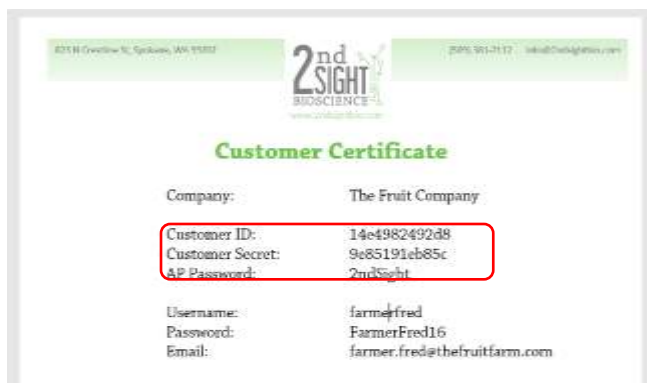 2nd
SIGHT
BIOSCIENCE
Customer Certificate
Company: The Fruit Company
Customer ID: 14e4982492d8
Customer Secret: 9e85191eb85c
AP Password: 2ndSight
Username: farmerfred
Password: FarmerFred16
Email: farmer.fred@thefruitfarm.com